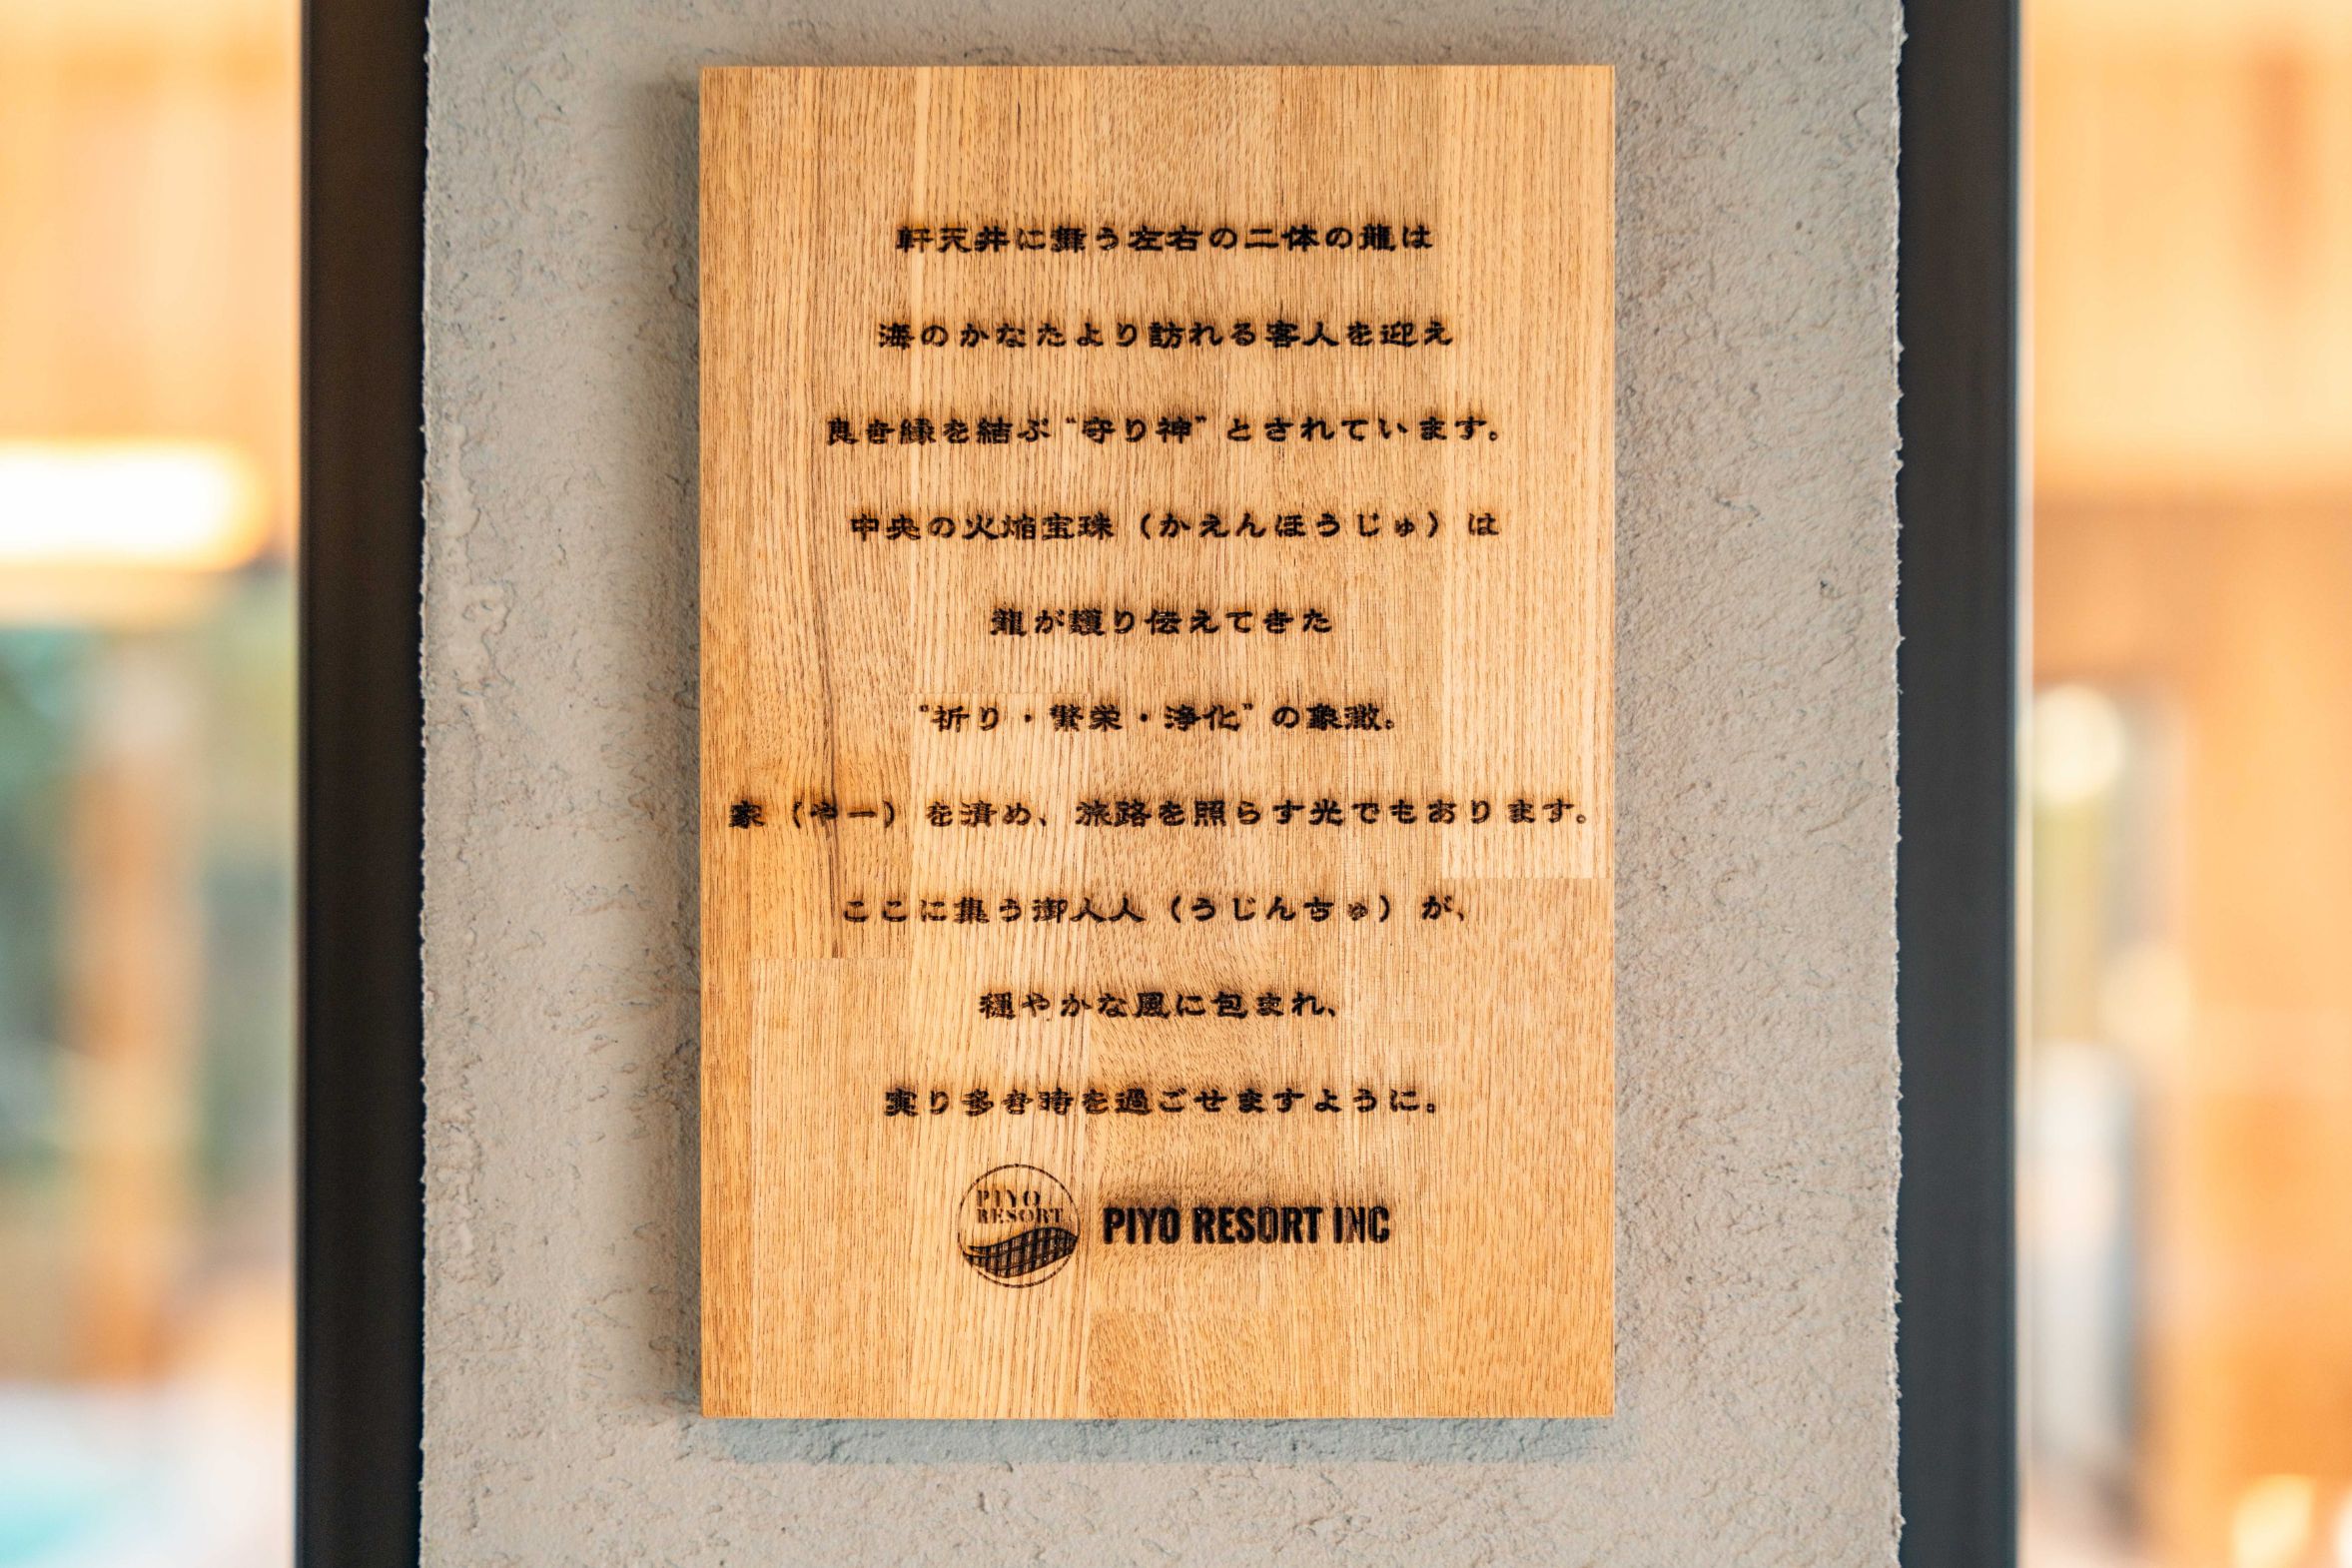 軒天井に舞う左右の二体の龍は
海のかなたより訪れる客人を迎え
良き縁を結ぶ“守り神”とされています。
中央の火焔宝珠（かえんほうじゅ）は
龍が護り伝えてきた
“祈り・繁栄・浄化”の象徴。
家（やー）を清め、旅路を照らす光でもあります。
ここに集う御人人（うじんちゅ）が、
穏やかな風に包まれ、
実り多き時を過ごせますように。
PIYO
RESORT
PIYO RESORT INC